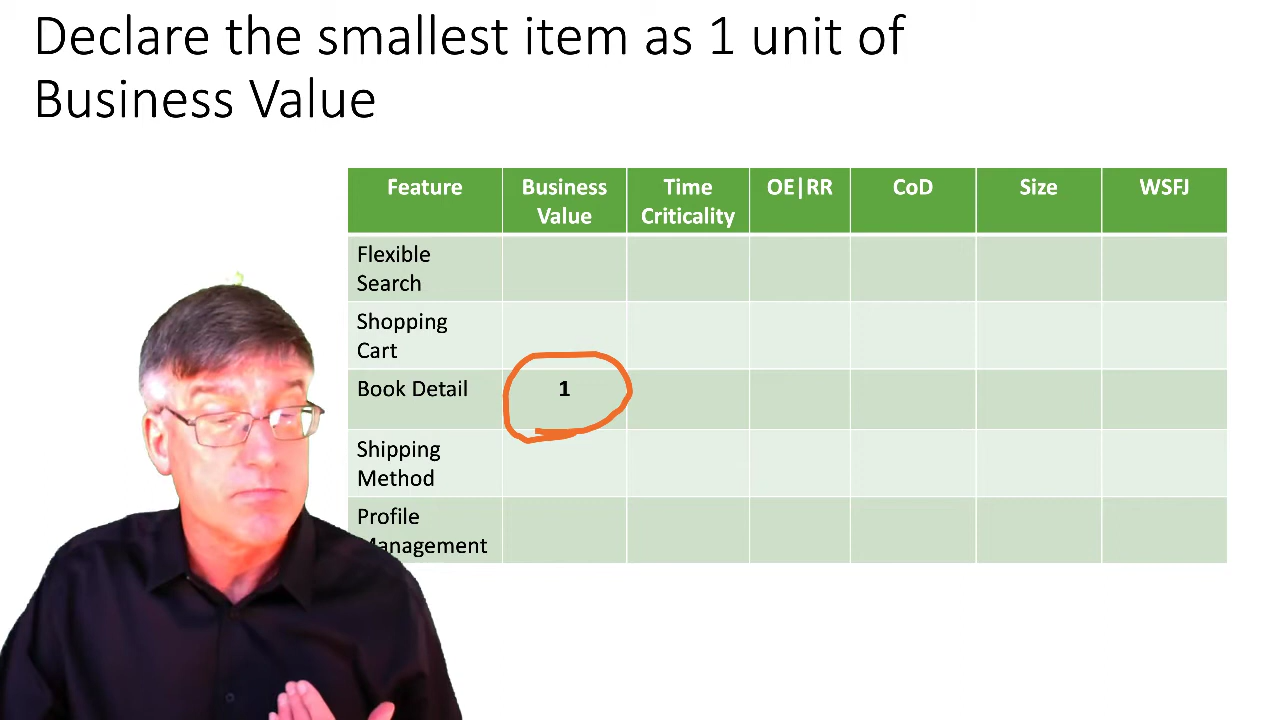 Declare the smallest item as 1 unit of
Business Value
Feature Business Value Time Criticality OE|RR CoD Size WSFJ
Flexible
Search
Shopping
Cart
Book Detail 1
Shipping
Method
Profile
Management